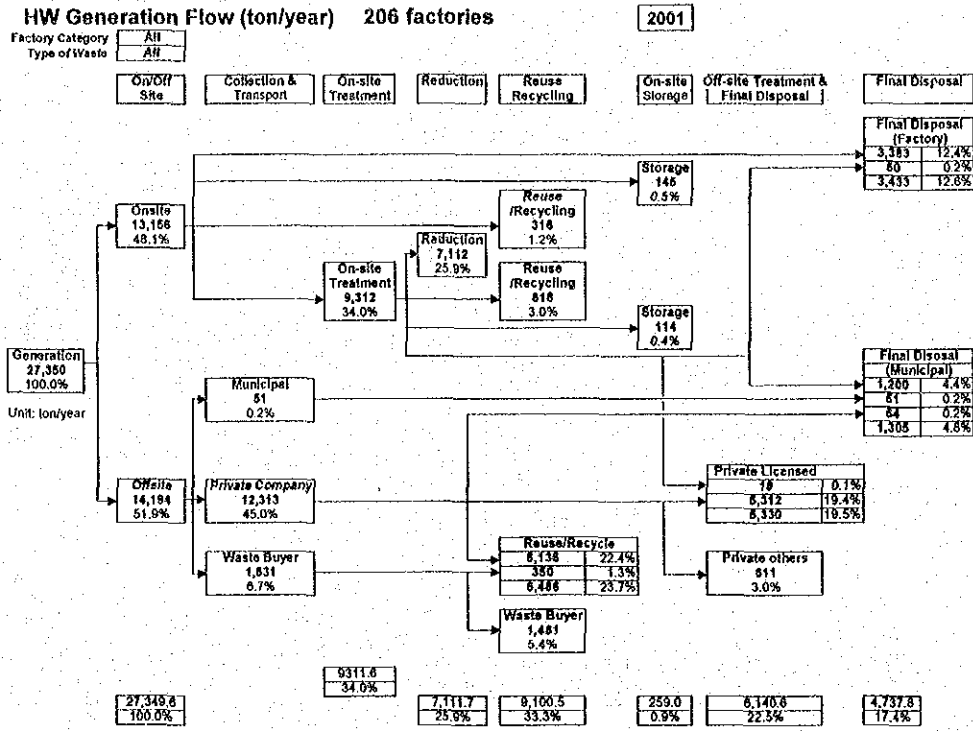 HW Generation Flow (ton/year) 206 factories 2001
Factory Category All
Type of Waste All
On/Off Site
Collection & Transport
On-site Treatment
Reduction
Reuse Recycling
On-site Storage
Off-site Treatment & Final Disposal
Final Disposal
Final Disposal
(Factory)
3,383 12.4%
50 0.2%
3,433 12.6%
Storage
145
0.5%
Onsite
13,156
48.1%
Reuse
/Recycling
316
1.2%
Reduction
7,112
25.9%
On-site
Treatment
9,312
34.0%
Reuse
/Recycling
818
3.0%
Storage
114
0.4%
Generation
27,350
100.0%
Unit: ton/year
Final Disosal
(Municipal)
1,200 4.4%
51 0.2%
54 0.2%
1,305 4.8%
Municipal
51
0.2%
Offsite
14,194
51.9%
Private Company
12,313
45.0%
Private Licensed
18 0.1%
5,312 19.4%
5,330 19.5%
Waste Buyer
1,831
6.7%
Reuse/Recycle
6,136 22.4%
350 1.3%
6,486 23.7%
Private others
811
3.0%
Waste Buyer
1,481
5.4%
9311.6
34.0%
27,349.6 7,111.7 9,100.5 259.0 6,140.6 4,737.8
100.0% 25.9% 33.3% 0.9% 22.5% 17.4%